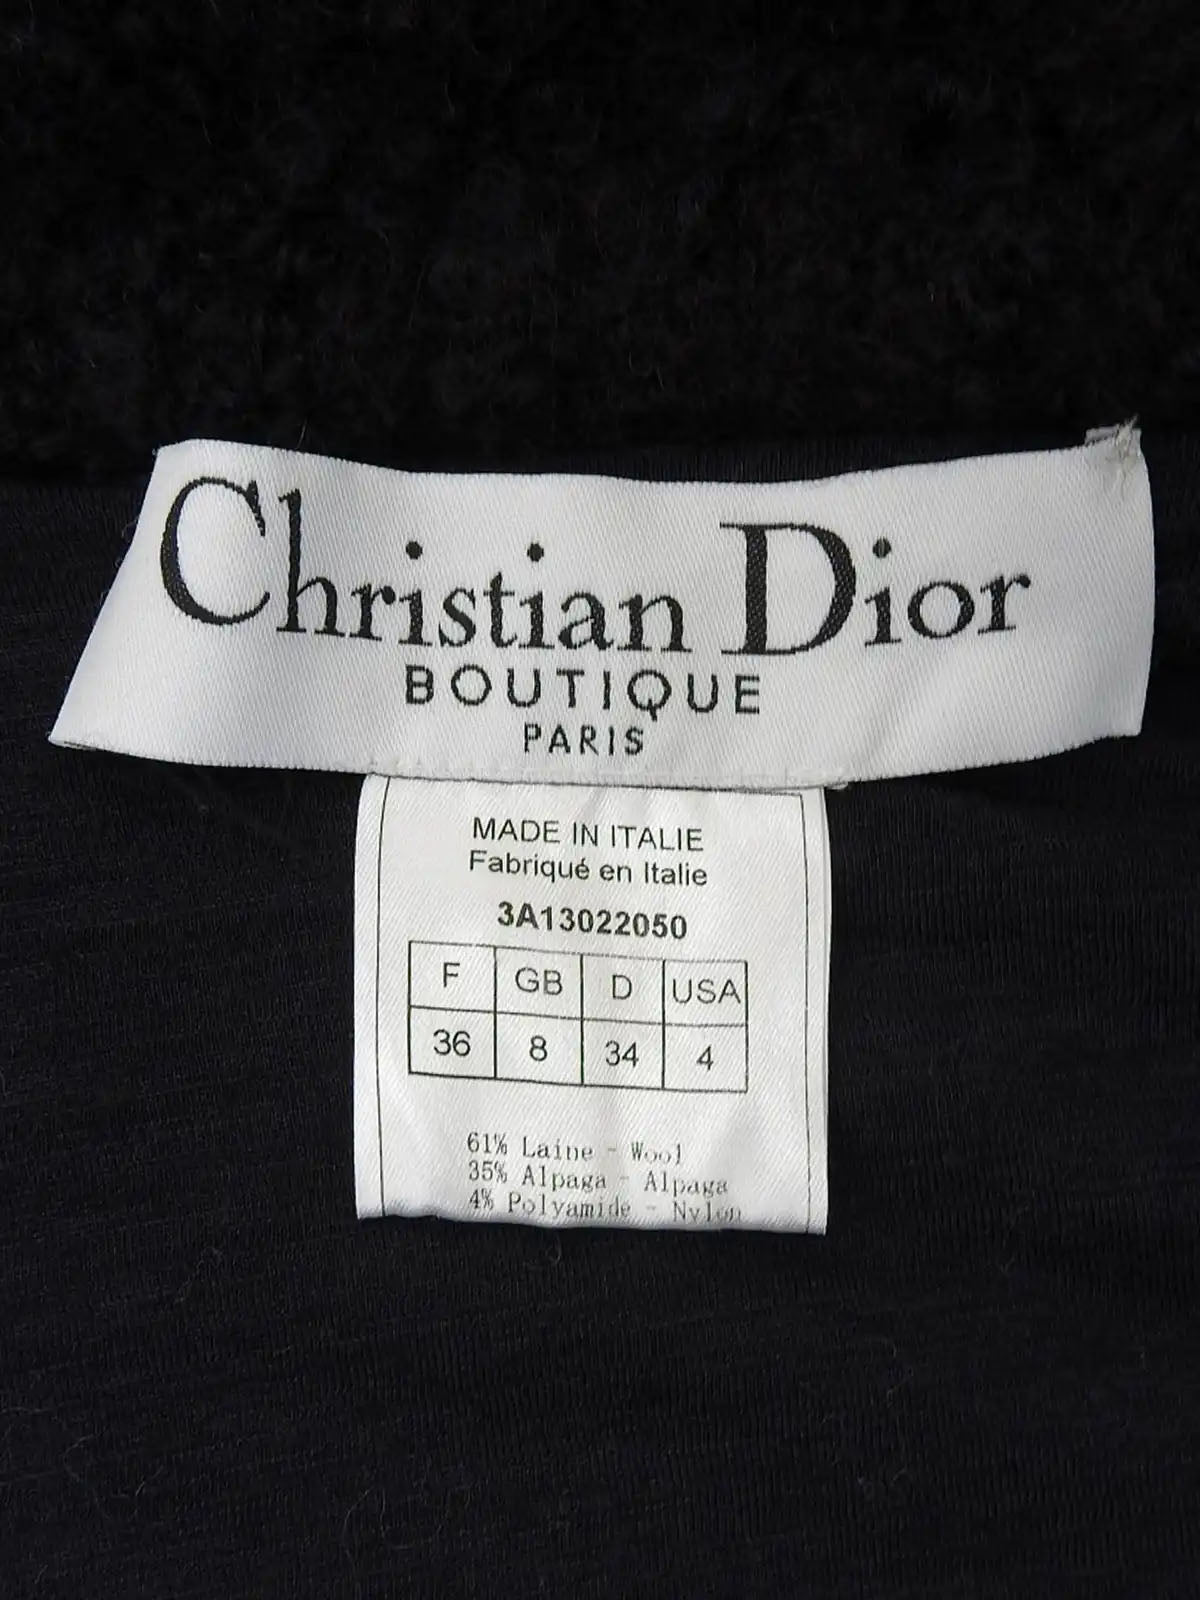 Christian Dior
BOUTIQUE
PARIS
MADE IN ITALIE
Fabriqué en Italie
3A13022050
F GB D USA
36 8 34 4
61% Laine - Wool
35% Alpaga - Alpaga
4% Polyamide - Nylon